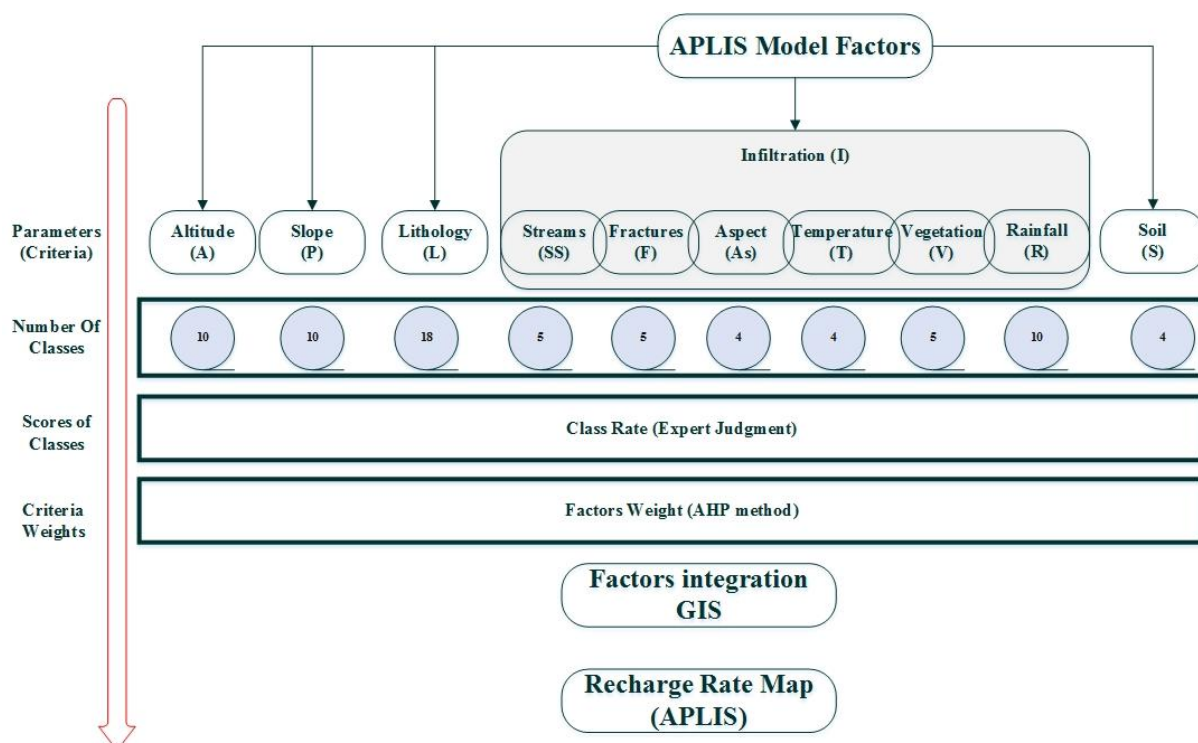 APLIS Model Factors
Infiltration (I)
Parameters
(Criteria)
Altitude
(A)
Slope
(P)
Lithology
(L)
Streams
(SS)
Fractures
(F)
Aspect
(As)
Temperature
(T)
Vegetation
(V)
Rainfall
(R)
Soil
(S)
Number Of
Classes
10
10
18
5
5
4
4
5
10
4
Scores of
Classes
Class Rate (Expert Judgment)
Criteria
Weights
Factors Weight (AHP method)
Factors integration
GIS
Recharge Rate Map
(APLIS)